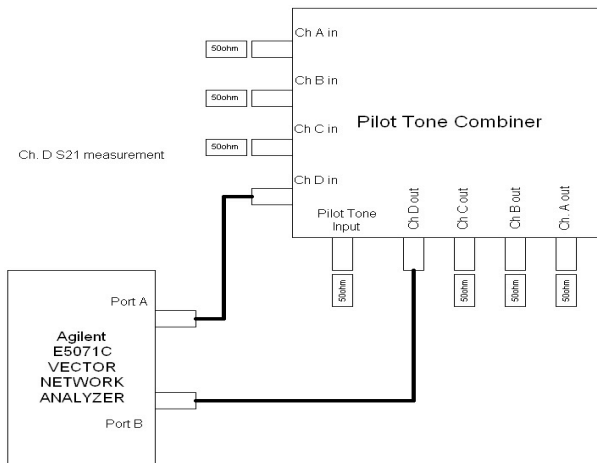 Ch A in
50ohm
Ch B in
50ohm
Pilot Tone Combiner
Ch C in
50ohm
Ch. D S21 measurement
Ch D in
Pilot Tone
Input
Ch D out
Ch C out
Ch B out
Ch. A out
50ohm
50ohm
50ohm
50ohm
Port A
Agilent
E5071C
VECTOR
NETWORK
ANALYZER
Port B